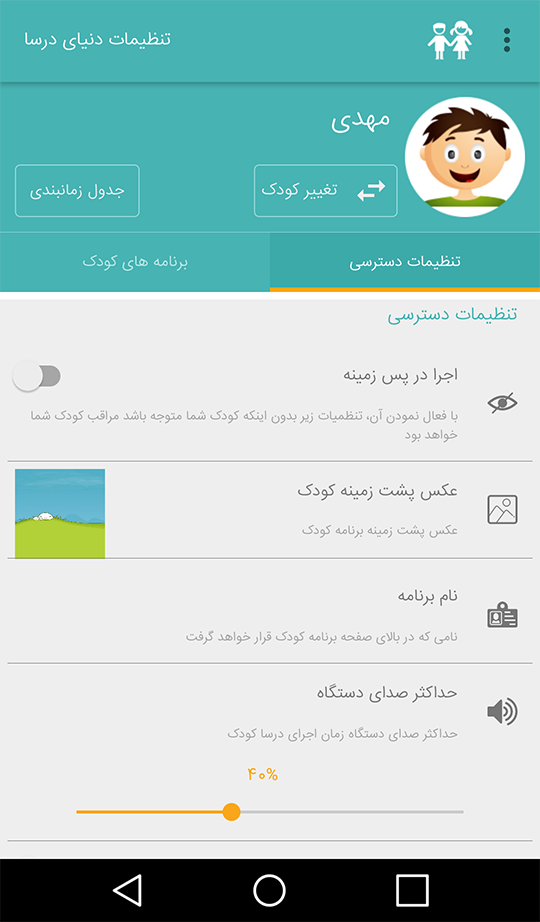 تنظیمات دنیای درسا
مهدی
تغییر کودک
جدول زمانبندی
تنظیمات دسترسی
برنامه های کودک
تنظیمات دسترسی
اجرا در پس زمینه
با فعال نمودن آن، تنظمیات زیر بدون اینکه کودک شما متوجه باشد مراقب کودک شما
خواهد بود
عکس پشت زمینه کودک
عکس پشت زمینه برنامه کودک
نام برنامه
نامی که در بالای صفحه برنامه کودک قرار خواهد گرفت
حداکثر صدای دستگاه
حداکثر صدای دستگاه زمان اجرای درسا کودک
۴۰%